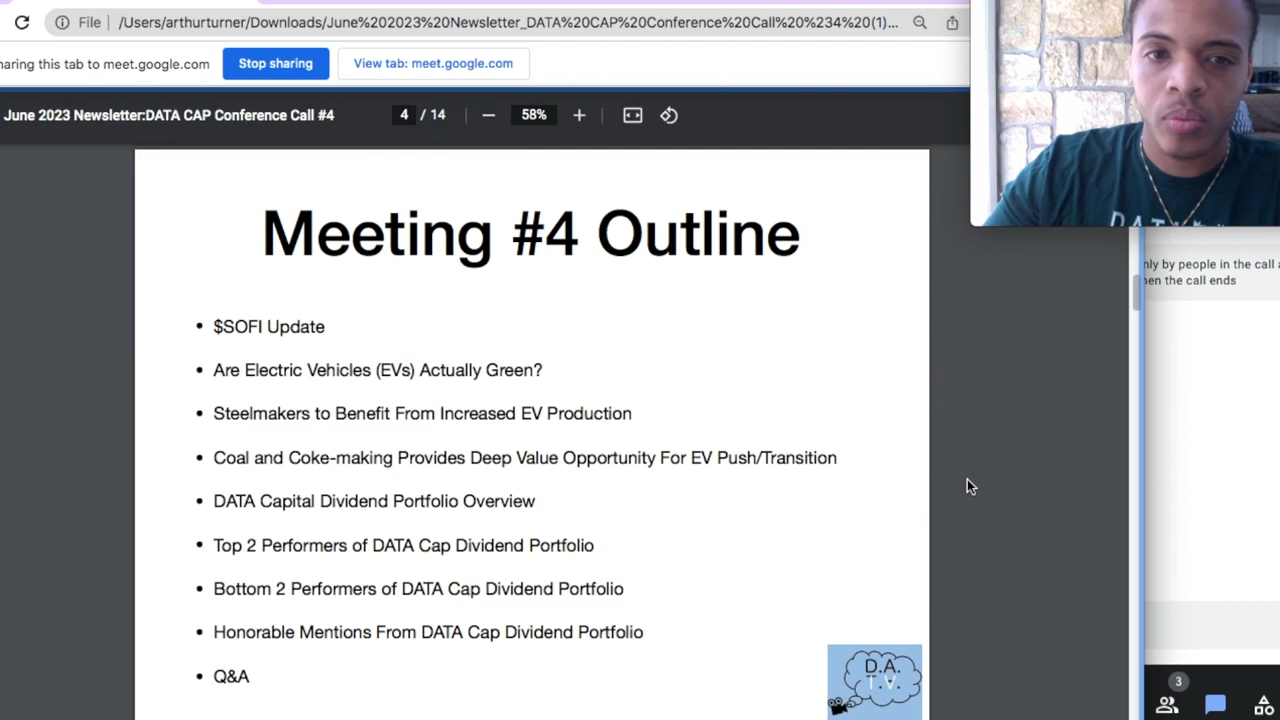 File
/Users/arthurturner/Downloads/June%202023%20Newsletter_DATA%20CAP%20Conference%20Call%20%234%20(1)...
haring this tab to meet.google.com
Stop sharing
View tab: meet.google.com
June 2023 Newsletter:DATA CAP Conference Call #4
4 / 14
58%
Meeting #4 Outline
• $SOFI Update
• Are Electric Vehicles (EVs) Actually Green?
• Steelmakers to Benefit From Increased EV Production
• Coal and Coke-making Provides Deep Value Opportunity For EV Push/Transition
• DATA Capital Dividend Portfolio Overview
• Top 2 Performers of DATA Cap Dividend Portfolio
• Bottom 2 Performers of DATA Cap Dividend Portfolio
• Honorable Mentions From DATA Cap Dividend Portfolio
• Q&A
D.A.
T.V.
nly by people in the call a
hen the call ends
3